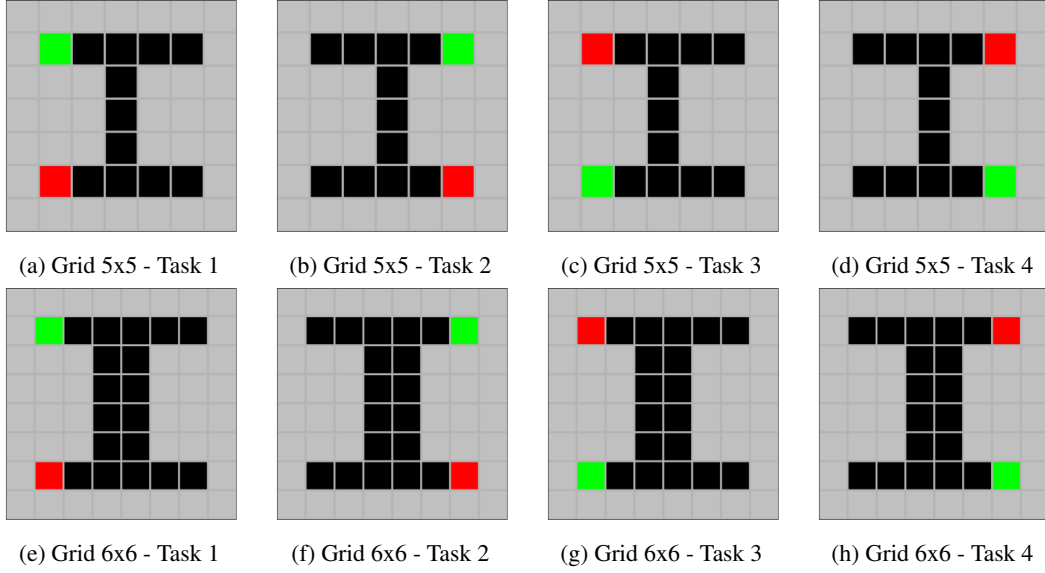 (a) Grid 5x5 - Task 1
(b) Grid 5x5 - Task 2
(c) Grid 5x5 - Task 3
(d) Grid 5x5 - Task 4
(e) Grid 6x6 - Task 1
(f) Grid 6x6 - Task 2
(g) Grid 6x6 - Task 3
(h) Grid 6x6 - Task 4